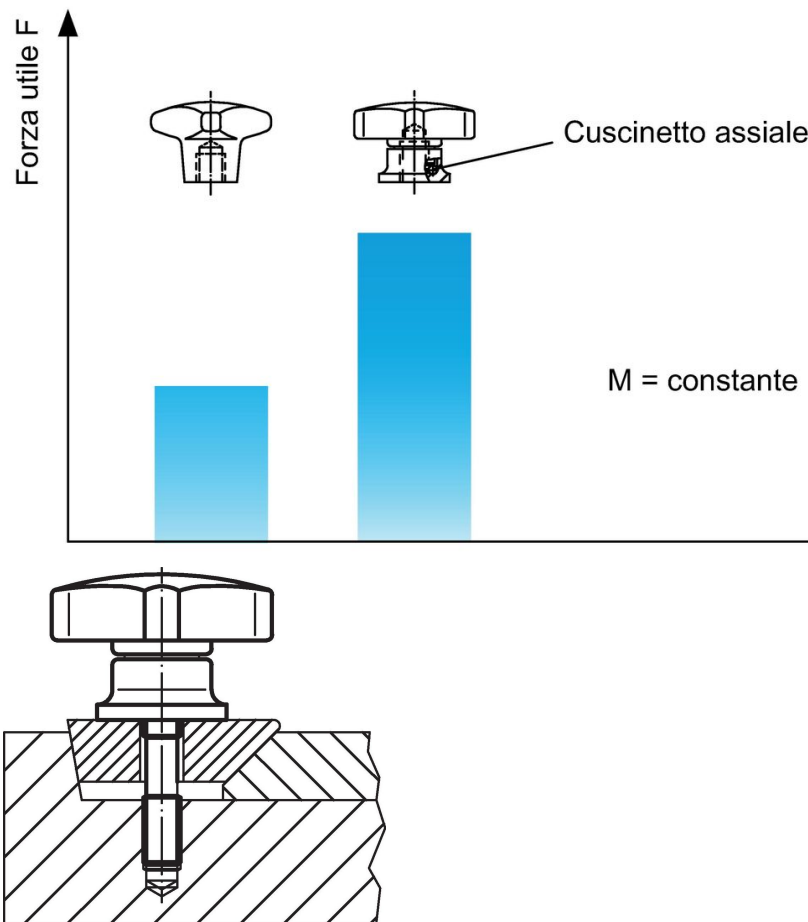 Forza utile F
Cuscinetto assiale
M = constante